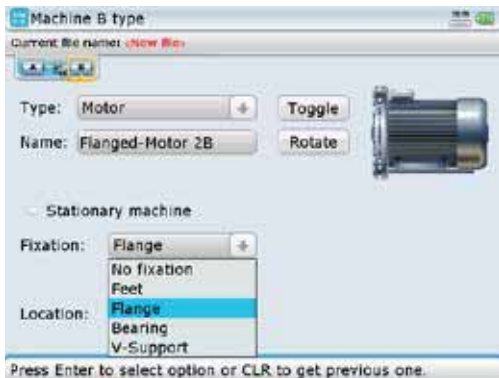 Machine B type
Current file name: <New file>
A B
Type: Motor Toggle
Name: Flanged-Motor 2B Rotate
Stationary machine
Fixation: Flange
No fixation
Feet
Location: Flange
Bearing
V-Support
Press Enter to select option or CLR to get previous one.